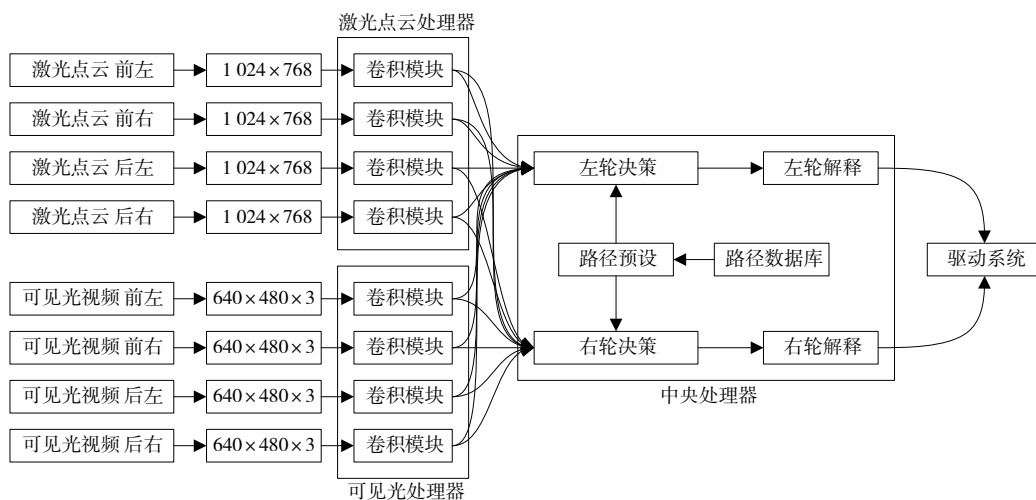 激光点云处理器
激光点云 前左
1 024×768
卷积模块
激光点云 前右
1 024×768
卷积模块
激光点云 后左
1 024×768
卷积模块
激光点云 后右
1 024×768
卷积模块
可见光视频 前左
640×480×3
卷积模块
可见光视频 前右
640×480×3
卷积模块
可见光视频 后左
640×480×3
卷积模块
可见光视频 后右
640×480×3
卷积模块
可见光处理器
左轮决策
左轮解释
路径预设
路径数据库
右轮决策
右轮解释
中央处理器
驱动系统